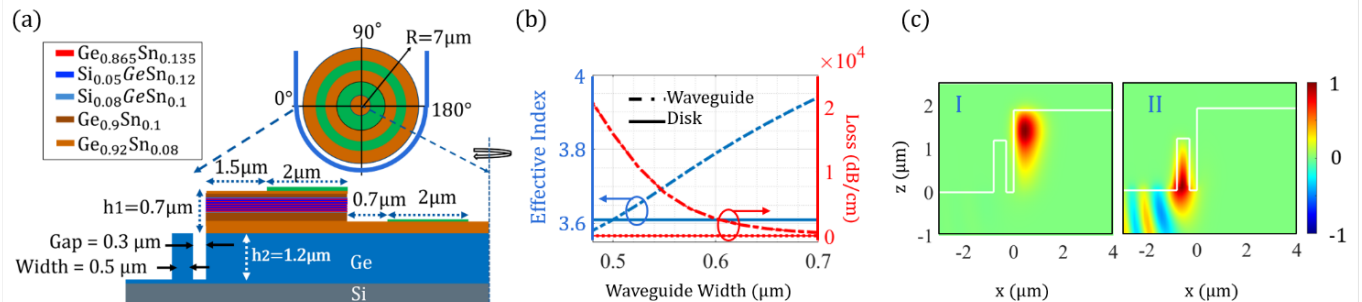 (a)
Ge0.865Sn0.135
Si0.05GeSn0.12
Si0.08GeSn0.1
Ge0.9Sn0.1
Ge0.92Sn0.08
90°
R=7μm
0°
180°
1.5μm
2μm
h1=0.7μm
0.7μm
2μm
Gap = 0.3 μm
Width = 0.5 μm
h2=1.2μm
Ge
Si
(b)
×10⁴
4
3.8
3.6
Effective Index
Waveguide
Disk
2
1
0
Loss (dB/cm)
0.5
0.6
0.7
Waveguide Width (μm)
(c)
I
II
2
1
0
-1
z (μm)
-2
0
2
4
x (μm)
-2
0
2
4
x (μm)
1
0
-1